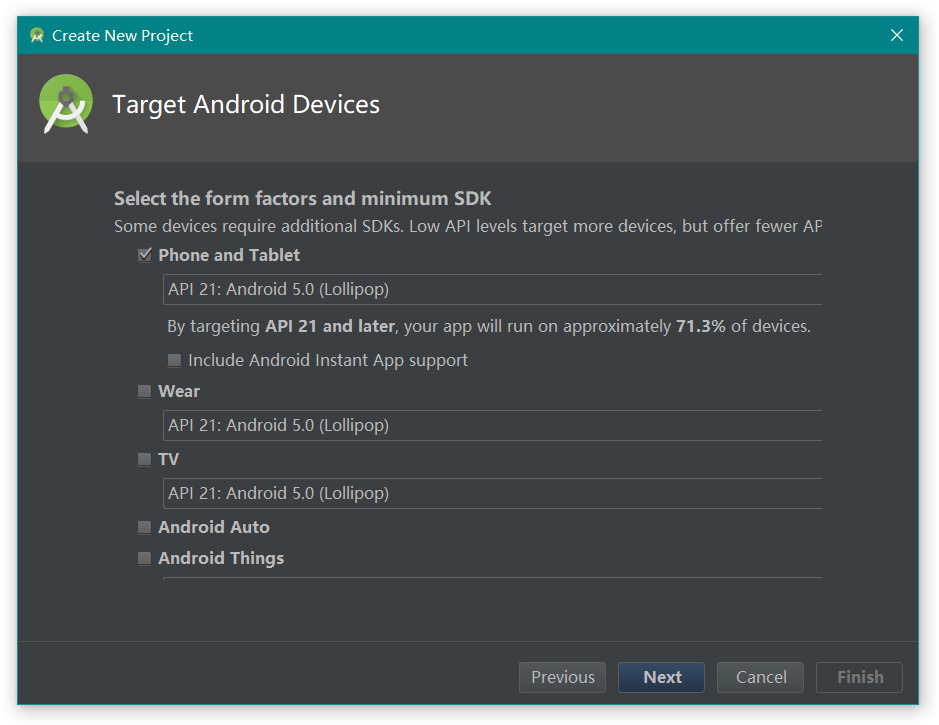 Create New Project
Target Android Devices
Select the form factors and minimum SDK
Some devices require additional SDKs. Low API levels target more devices, but offer fewer AP
Phone and Tablet
API 21: Android 5.0 (Lollipop)
By targeting API 21 and later, your app will run on approximately 71.3% of devices.
Include Android Instant App support
Wear
API 21: Android 5.0 (Lollipop)
TV
API 21: Android 5.0 (Lollipop)
Android Auto
Android Things
Previous Next Cancel Finish